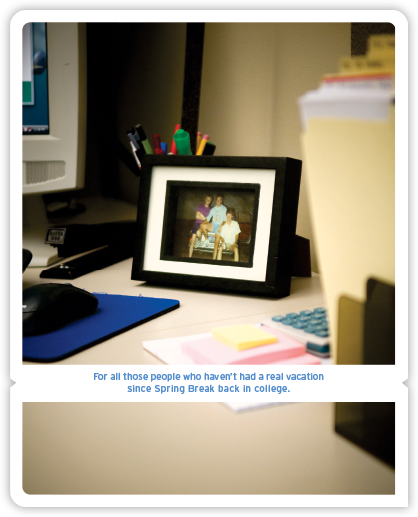 For all those people who haven't had a real vacation
since Spring Break back in college.